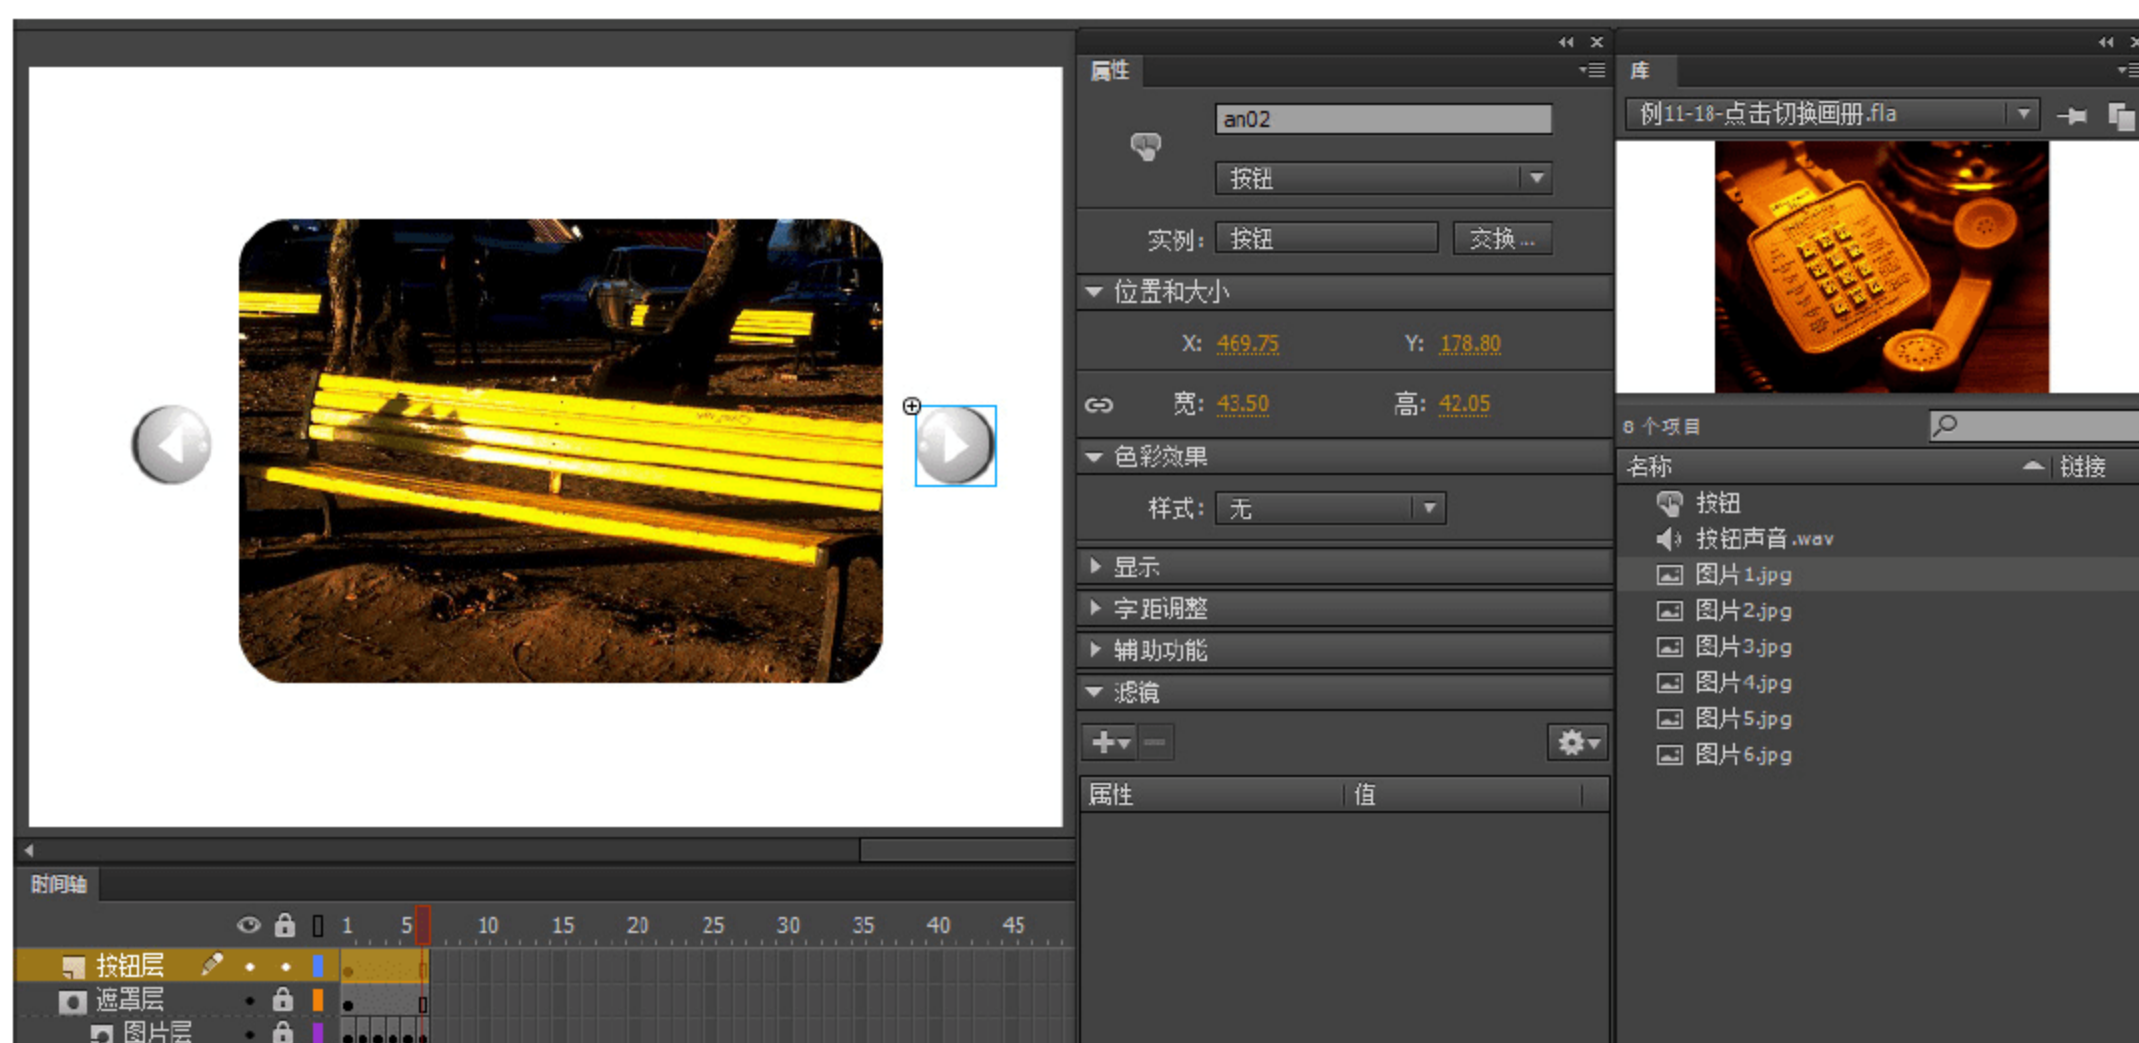 属性
an02
按钮
实例: 按钮 交换...
位置和大小
X: 469.75 Y: 178.80
宽: 43.50 高: 42.05
色彩效果
样式: 无
显示
字距调整
辅助功能
滤镜
属性 值
库
例11-18-点击切换画册.fla
8 个项目
名称 链接
按钮
按钮声音.wav
图片1.jpg
图片2.jpg
图片3.jpg
图片4.jpg
图片5.jpg
图片6.jpg
时间轴
1 5 10 15 20 25 30 35 40 45
按钮层
遮罩层
图片层